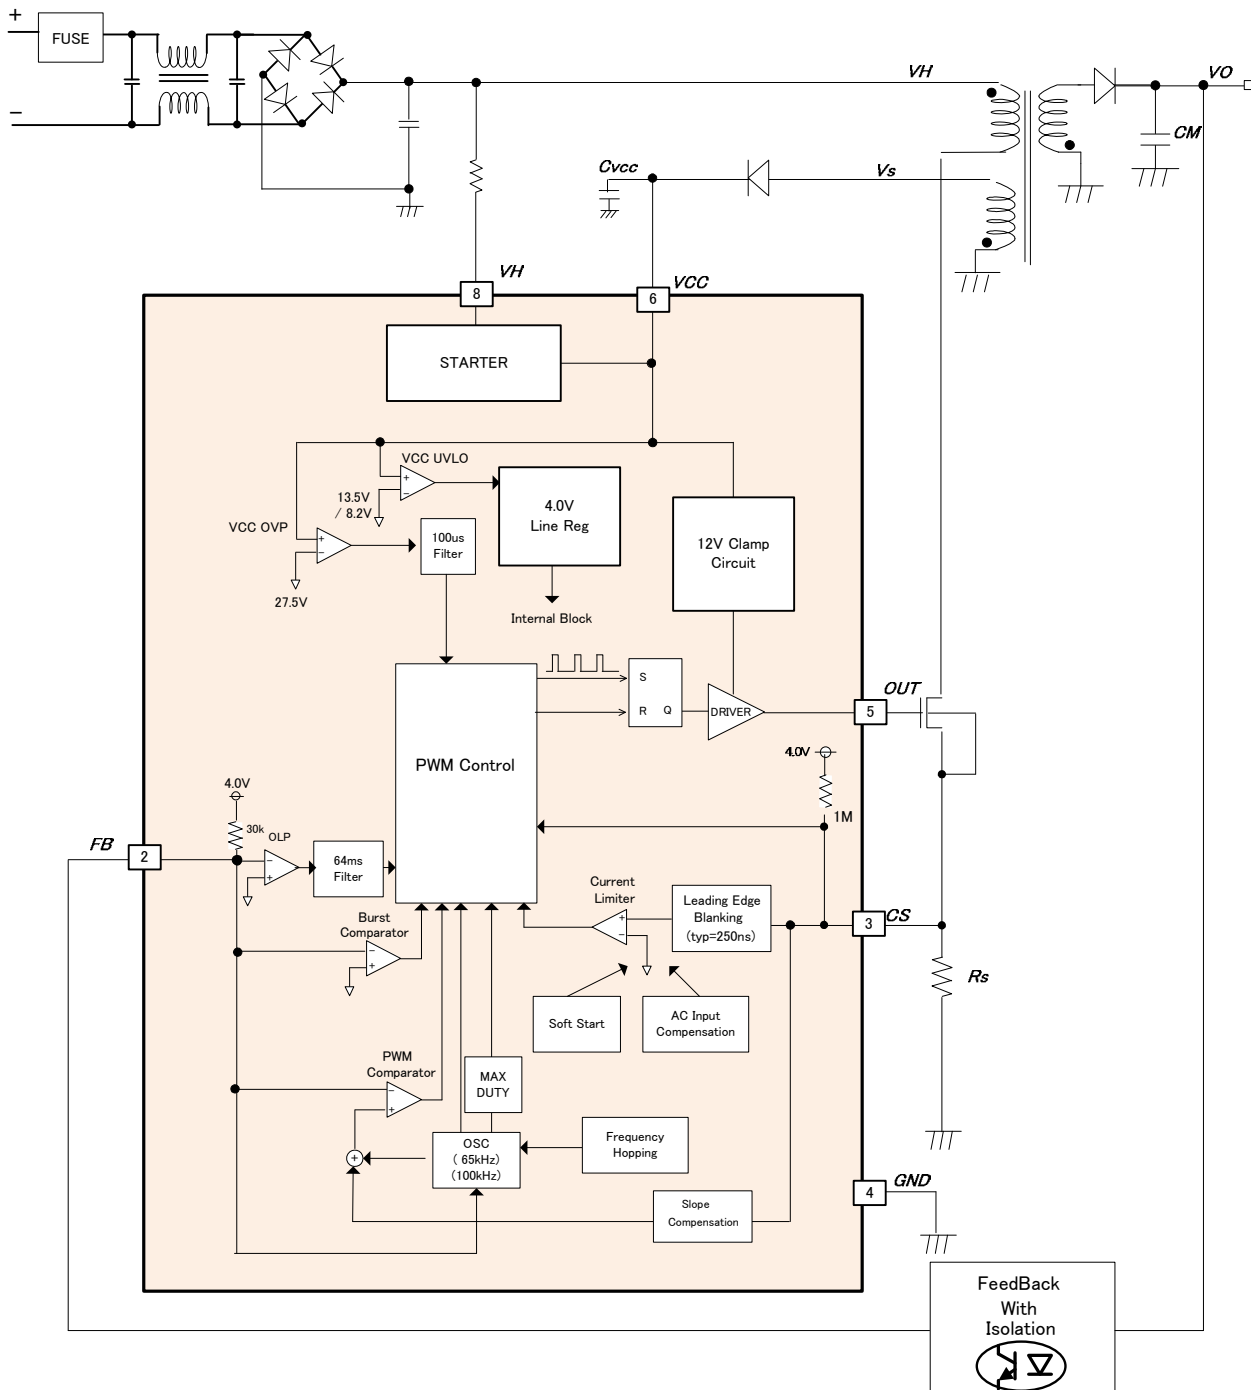 +
FUSE
−
VH
VO
CM
Cvcc
Vs
VH
VCC
8
6
STARTER
VCC UVLO
+
−
13.5V
/ 8.2V
4.0V
Line Reg
VCC OVP
+
−
27.5V
100us
Filter
12V Clamp
Circuit
Internal Block
PWM Control
S
R Q
DRIVER
5
OUT
4.0V
1M
4.0V
30k
OLP
−
+
FB
2
64ms
Filter
Current
Limiter
+
−
Leading Edge
Blanking
(typ=250ns)
3
CS
Rs
Burst
Comparator
−
+
Soft Start
AC Input
Compensation
PWM
Comparator
−
+
MAX
DUTY
OSC
( 65kHz)
(100kHz)
+
Frequency
Hopping
Slope
Compensation
4
GND
FeedBack
With
Isolation